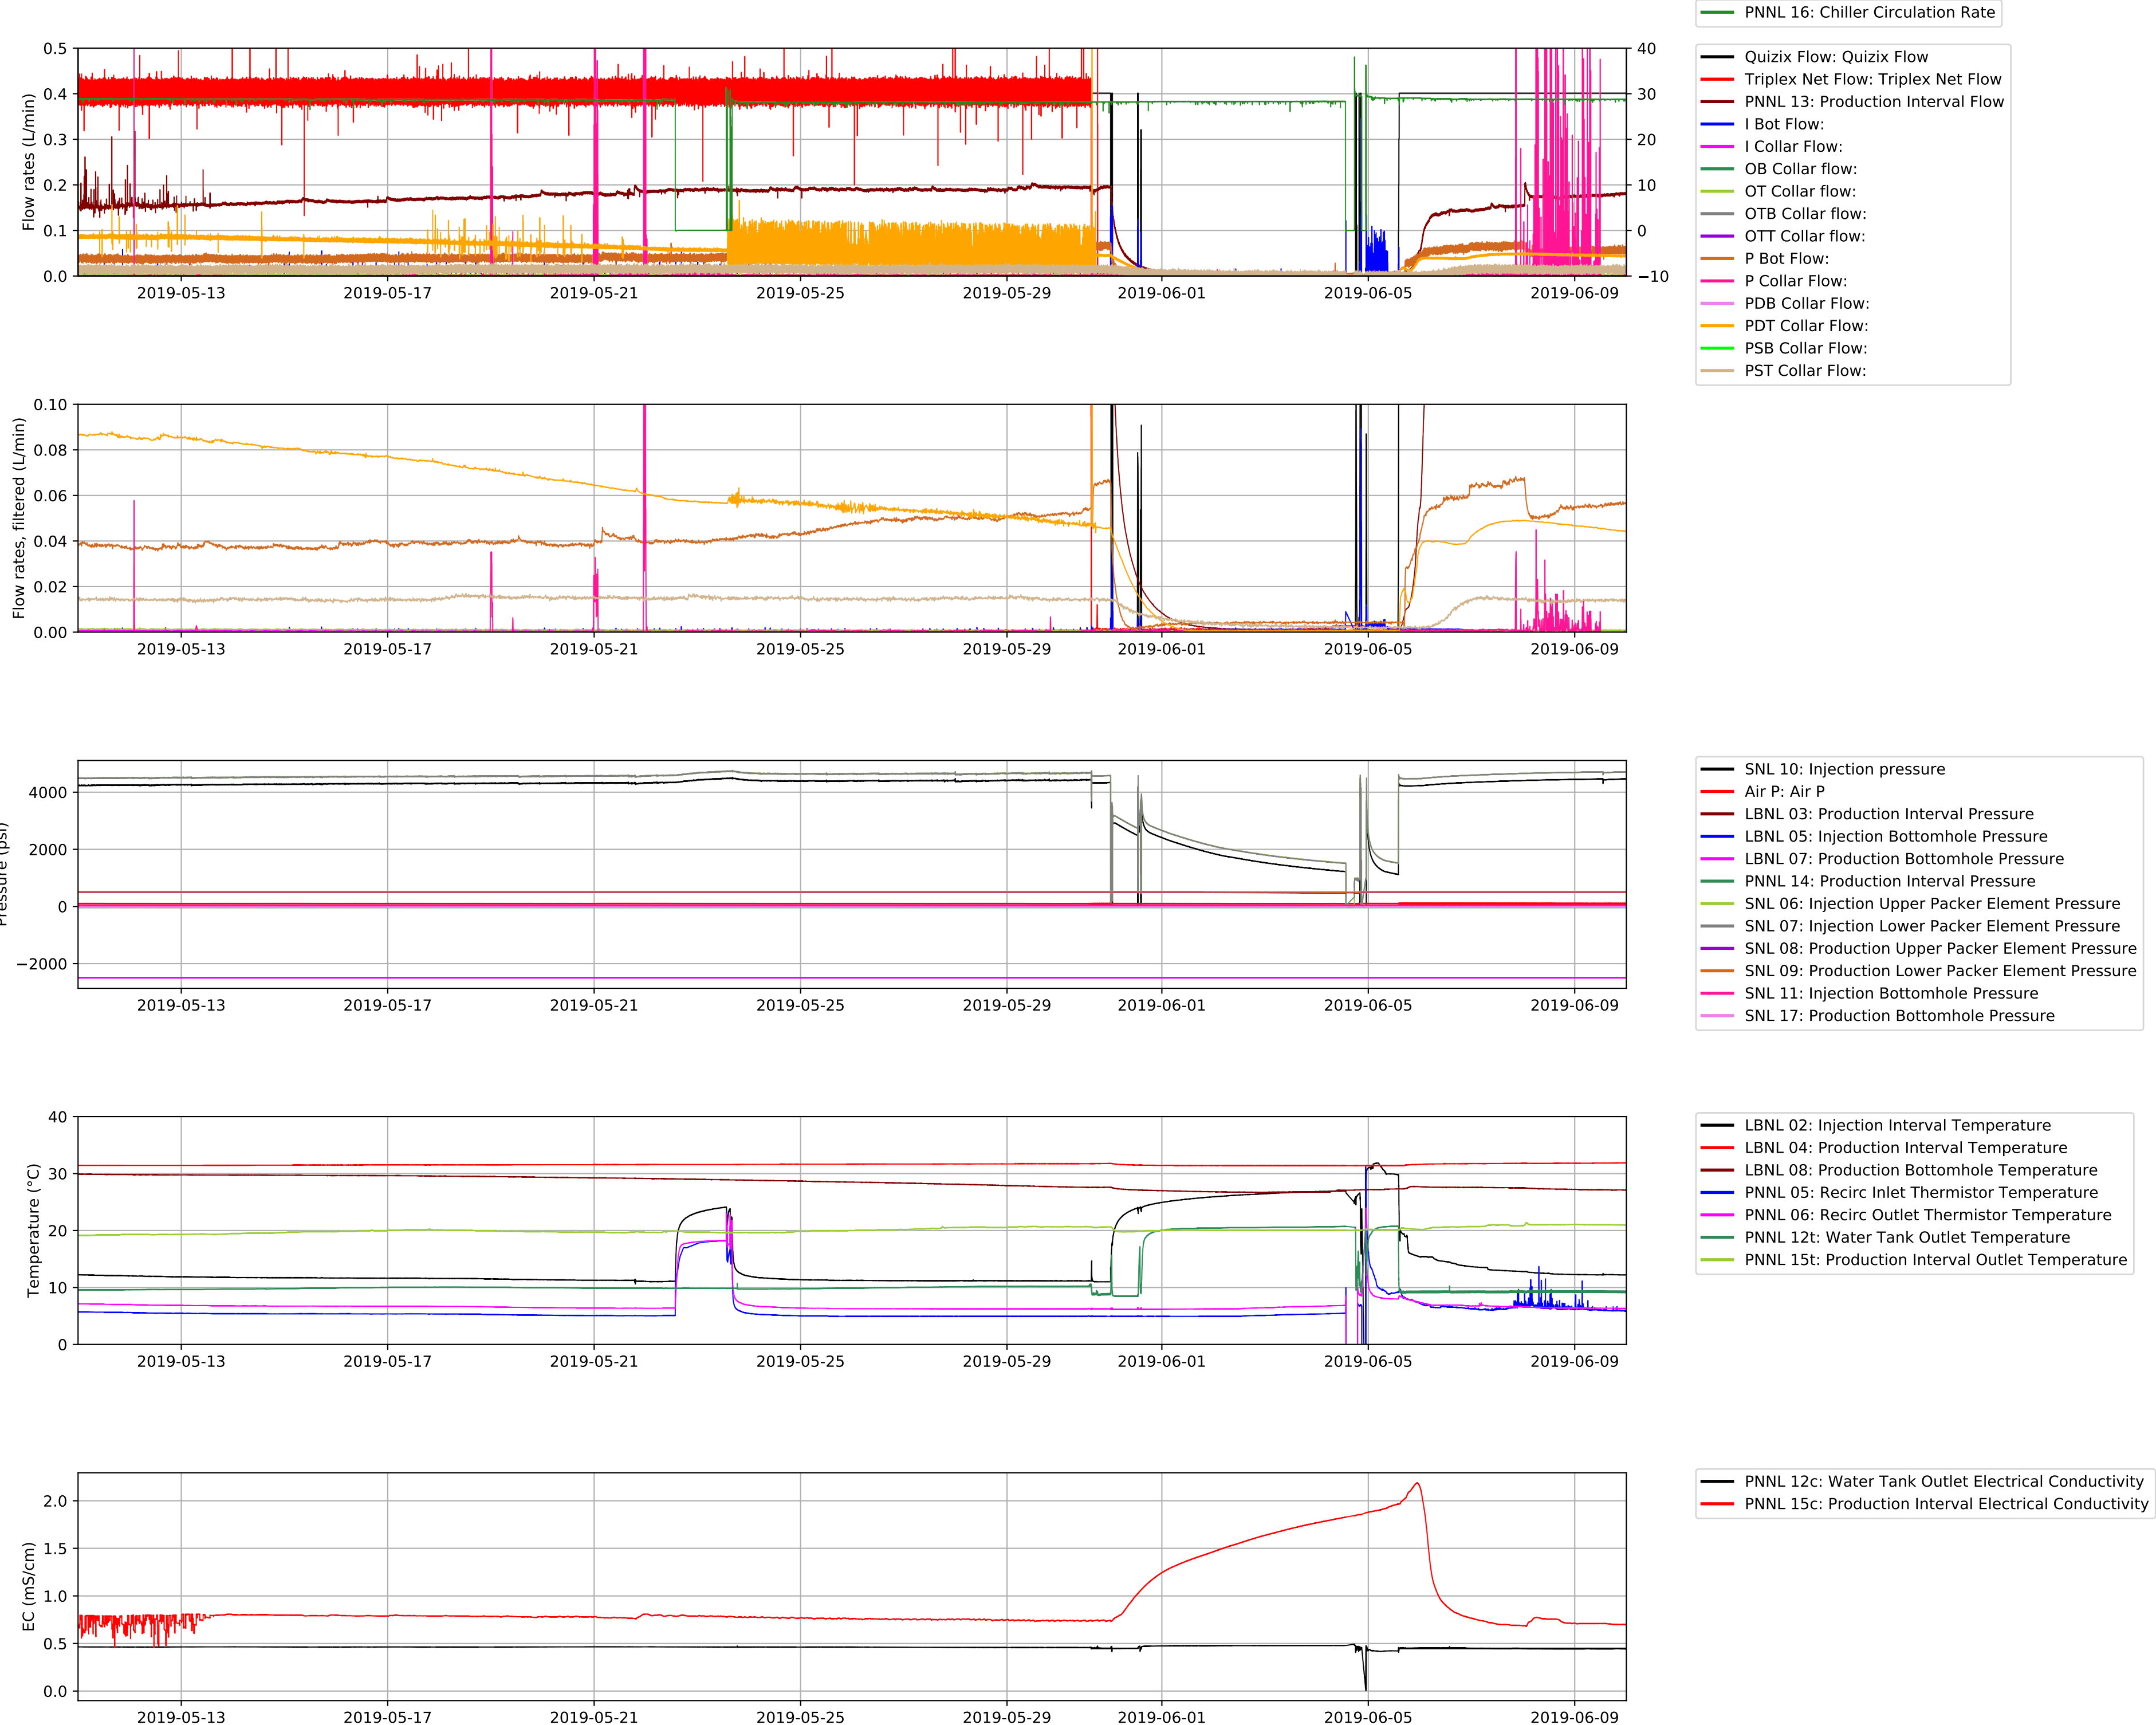 PNNL 16: Chiller Circulation Rate
Flow rates (L/min)
0.5
0.4
0.3
0.2
0.1
0.0
40
30
20
10
0
−10
2019-05-13 2019-05-17 2019-05-21 2019-05-25 2019-05-29 2019-06-01 2019-06-05 2019-06-09
Quizix Flow: Quizix Flow
Triplex Net Flow: Triplex Net Flow
PNNL 13: Production Interval Flow
I Bot Flow:
I Collar Flow:
OB Collar flow:
OT Collar flow:
OTB Collar flow:
OTT Collar flow:
P Bot Flow:
P Collar Flow:
PDB Collar Flow:
PDT Collar Flow:
PSB Collar Flow:
PST Collar Flow:
Flow rates, filtered (L/min)
0.10
0.08
0.06
0.04
0.02
0.00
2019-05-13 2019-05-17 2019-05-21 2019-05-25 2019-05-29 2019-06-01 2019-06-05 2019-06-09
Pressure (psi)
4000
2000
0
−2000
2019-05-13 2019-05-17 2019-05-21 2019-05-25 2019-05-29 2019-06-01 2019-06-05 2019-06-09
SNL 10: Injection pressure
Air P: Air P
LBNL 03: Production Interval Pressure
LBNL 05: Injection Bottomhole Pressure
LBNL 07: Production Bottomhole Pressure
PNNL 14: Production Interval Pressure
SNL 06: Injection Upper Packer Element Pressure
SNL 07: Injection Lower Packer Element Pressure
SNL 08: Production Upper Packer Element Pressure
SNL 09: Production Lower Packer Element Pressure
SNL 11: Injection Bottomhole Pressure
SNL 17: Production Bottomhole Pressure
Temperature (°C)
40
30
20
10
0
2019-05-13 2019-05-17 2019-05-21 2019-05-25 2019-05-29 2019-06-01 2019-06-05 2019-06-09
LBNL 02: Injection Interval Temperature
LBNL 04: Production Interval Temperature
LBNL 08: Production Bottomhole Temperature
PNNL 05: Recirc Inlet Thermistor Temperature
PNNL 06: Recirc Outlet Thermistor Temperature
PNNL 12t: Water Tank Outlet Temperature
PNNL 15t: Production Interval Outlet Temperature
EC (mS/cm)
2.0
1.5
1.0
0.5
0.0
2019-05-13 2019-05-17 2019-05-21 2019-05-25 2019-05-29 2019-06-01 2019-06-05 2019-06-09
PNNL 12c: Water Tank Outlet Electrical Conductivity
PNNL 15c: Production Interval Electrical Conductivity